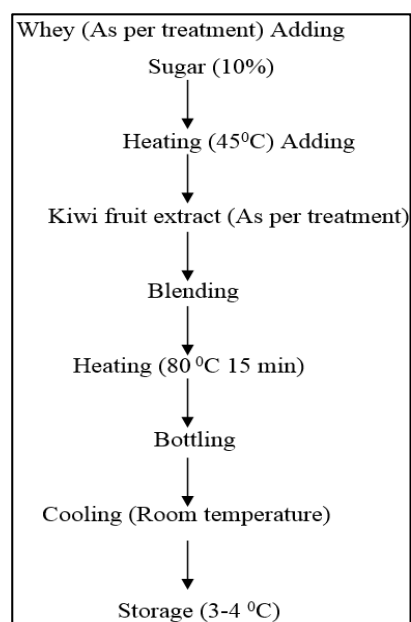 Whey (As per treatment) Adding
Sugar (10%)
Heating (45⁰C) Adding
Kiwi fruit extract (As per treatment)
Blending
Heating (80 ⁰C 15 min)
Bottling
Cooling (Room temperature)
Storage (3-4 ⁰C)